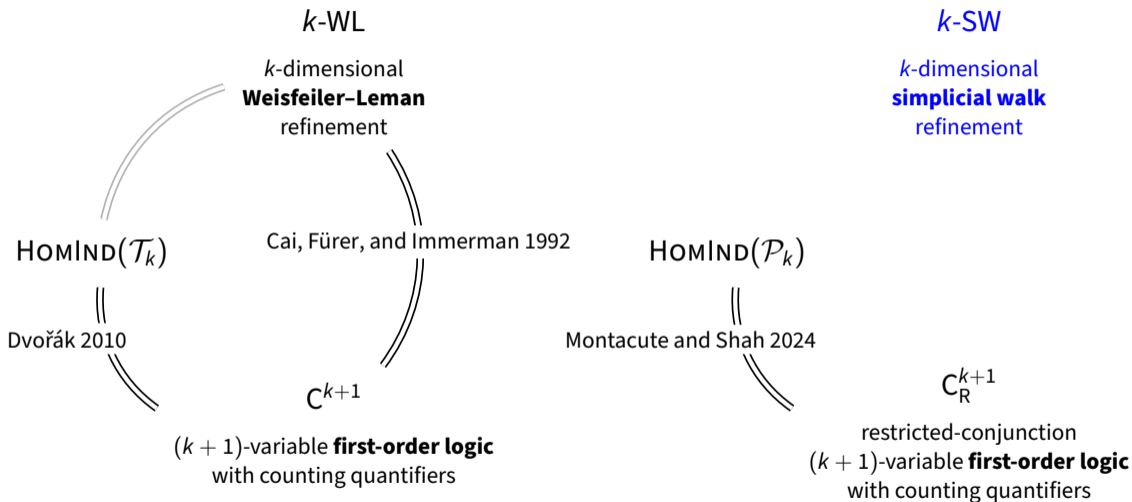 k-WL
k-dimensional
Weisfeiler–Leman
refinement
HomInd(𝒯ₖ)
Cai, Fürer, and Immerman 1992
Dvořák 2010
Cᵏ⁺¹
(k + 1)-variable first-order logic
with counting quantifiers
k-SW
k-dimensional
simplicial walk
refinement
HomInd(𝒫ₖ)
Montacute and Shah 2024
C_R^{k+1}
restricted-conjunction
(k + 1)-variable first-order logic
with counting quantifiers